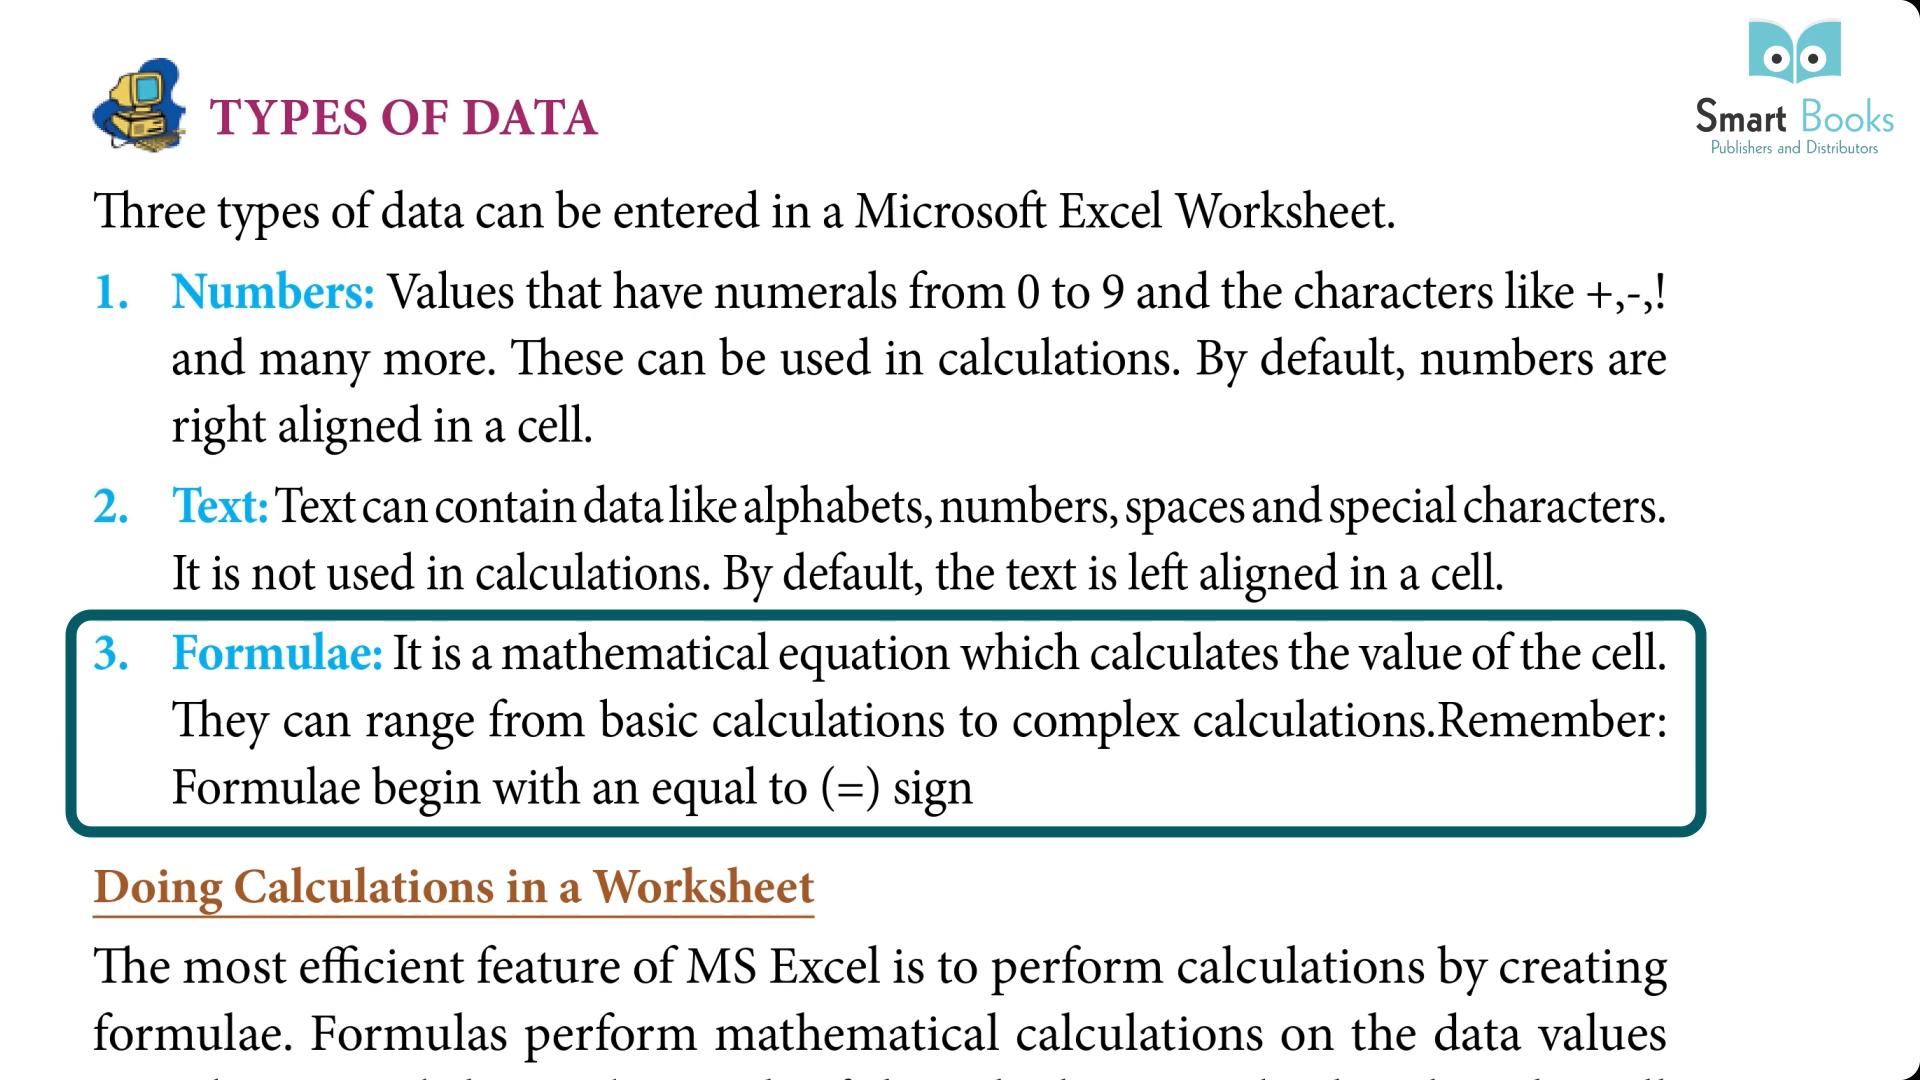 Smart Books
Publishers and Distributors
TYPES OF DATA
Three types of data can be entered in a Microsoft Excel Worksheet.
1. Numbers: Values that have numerals from 0 to 9 and the characters like +,-,!
and many more. These can be used in calculations. By default, numbers are
right aligned in a cell.
2. Text: Text can contain data like alphabets, numbers, spaces and special characters.
It is not used in calculations. By default, the text is left aligned in a cell.
3. Formulae: It is a mathematical equation which calculates the value of the cell.
They can range from basic calculations to complex calculations.Remember:
Formulae begin with an equal to (=) sign
Doing Calculations in a Worksheet
The most efficient feature of MS Excel is to perform calculations by creating
formulae. Formulas perform mathematical calculations on the data values